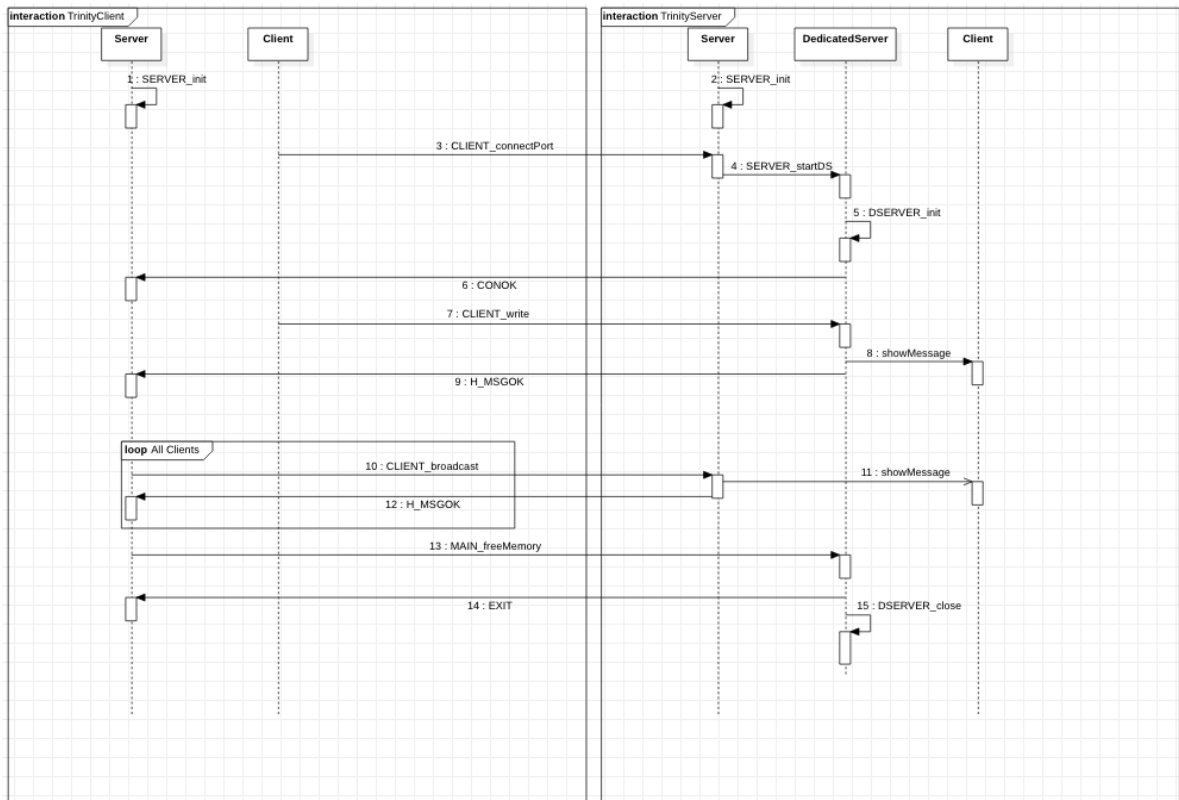 interaction TrinityClient
interaction TrinityServer
Server
Client
Server
DedicatedServer
Client
1 : SERVER_init
2 : SERVER_init
3 : CLIENT_connectPort
4 : SERVER_startDS
5 : DSERVER_init
6 : CONOK
7 : CLIENT_write
8 : showMessage
9 : H_MSGOK
loop All Clients
10 : CLIENT_broadcast
11 : showMessage
12 : H_MSGOK
13 : MAIN_freeMemory
14 : EXIT
15 : DSERVER_close